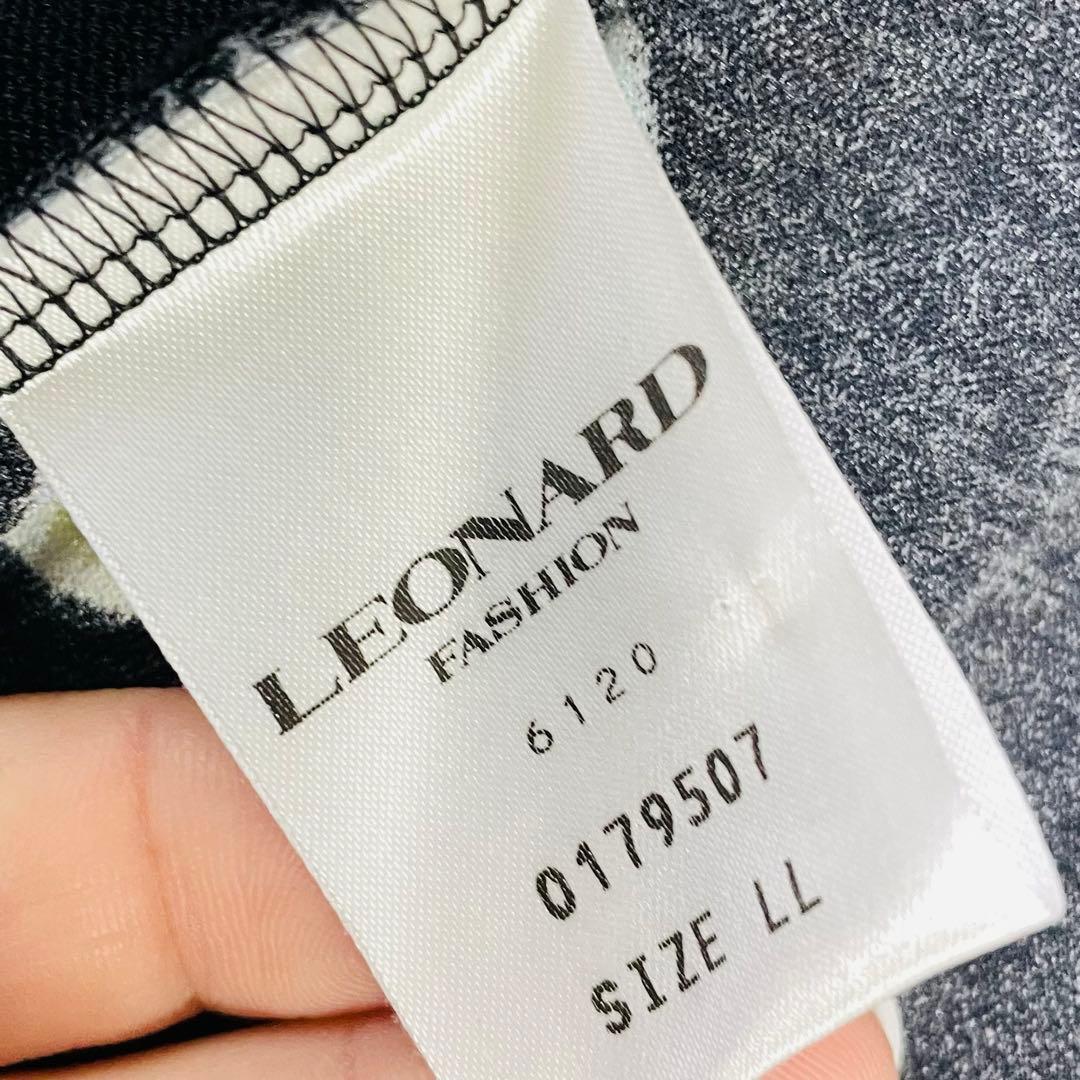 LEONARD
FASHION
6120
0179507
SIZE LL